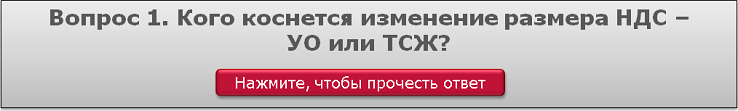 Вопрос 1. Кого коснется изменение размера НДС –
УО или ТСЖ?
Нажмите, чтобы прочесть ответ